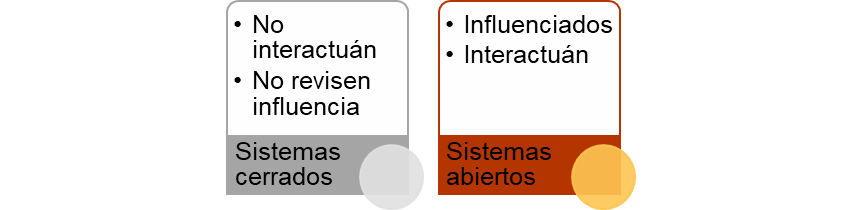 • No
interactuán
• No revisen
influencia
Sistemas
cerrados
• Influenciados
• Interactuán
Sistemas
abiertos